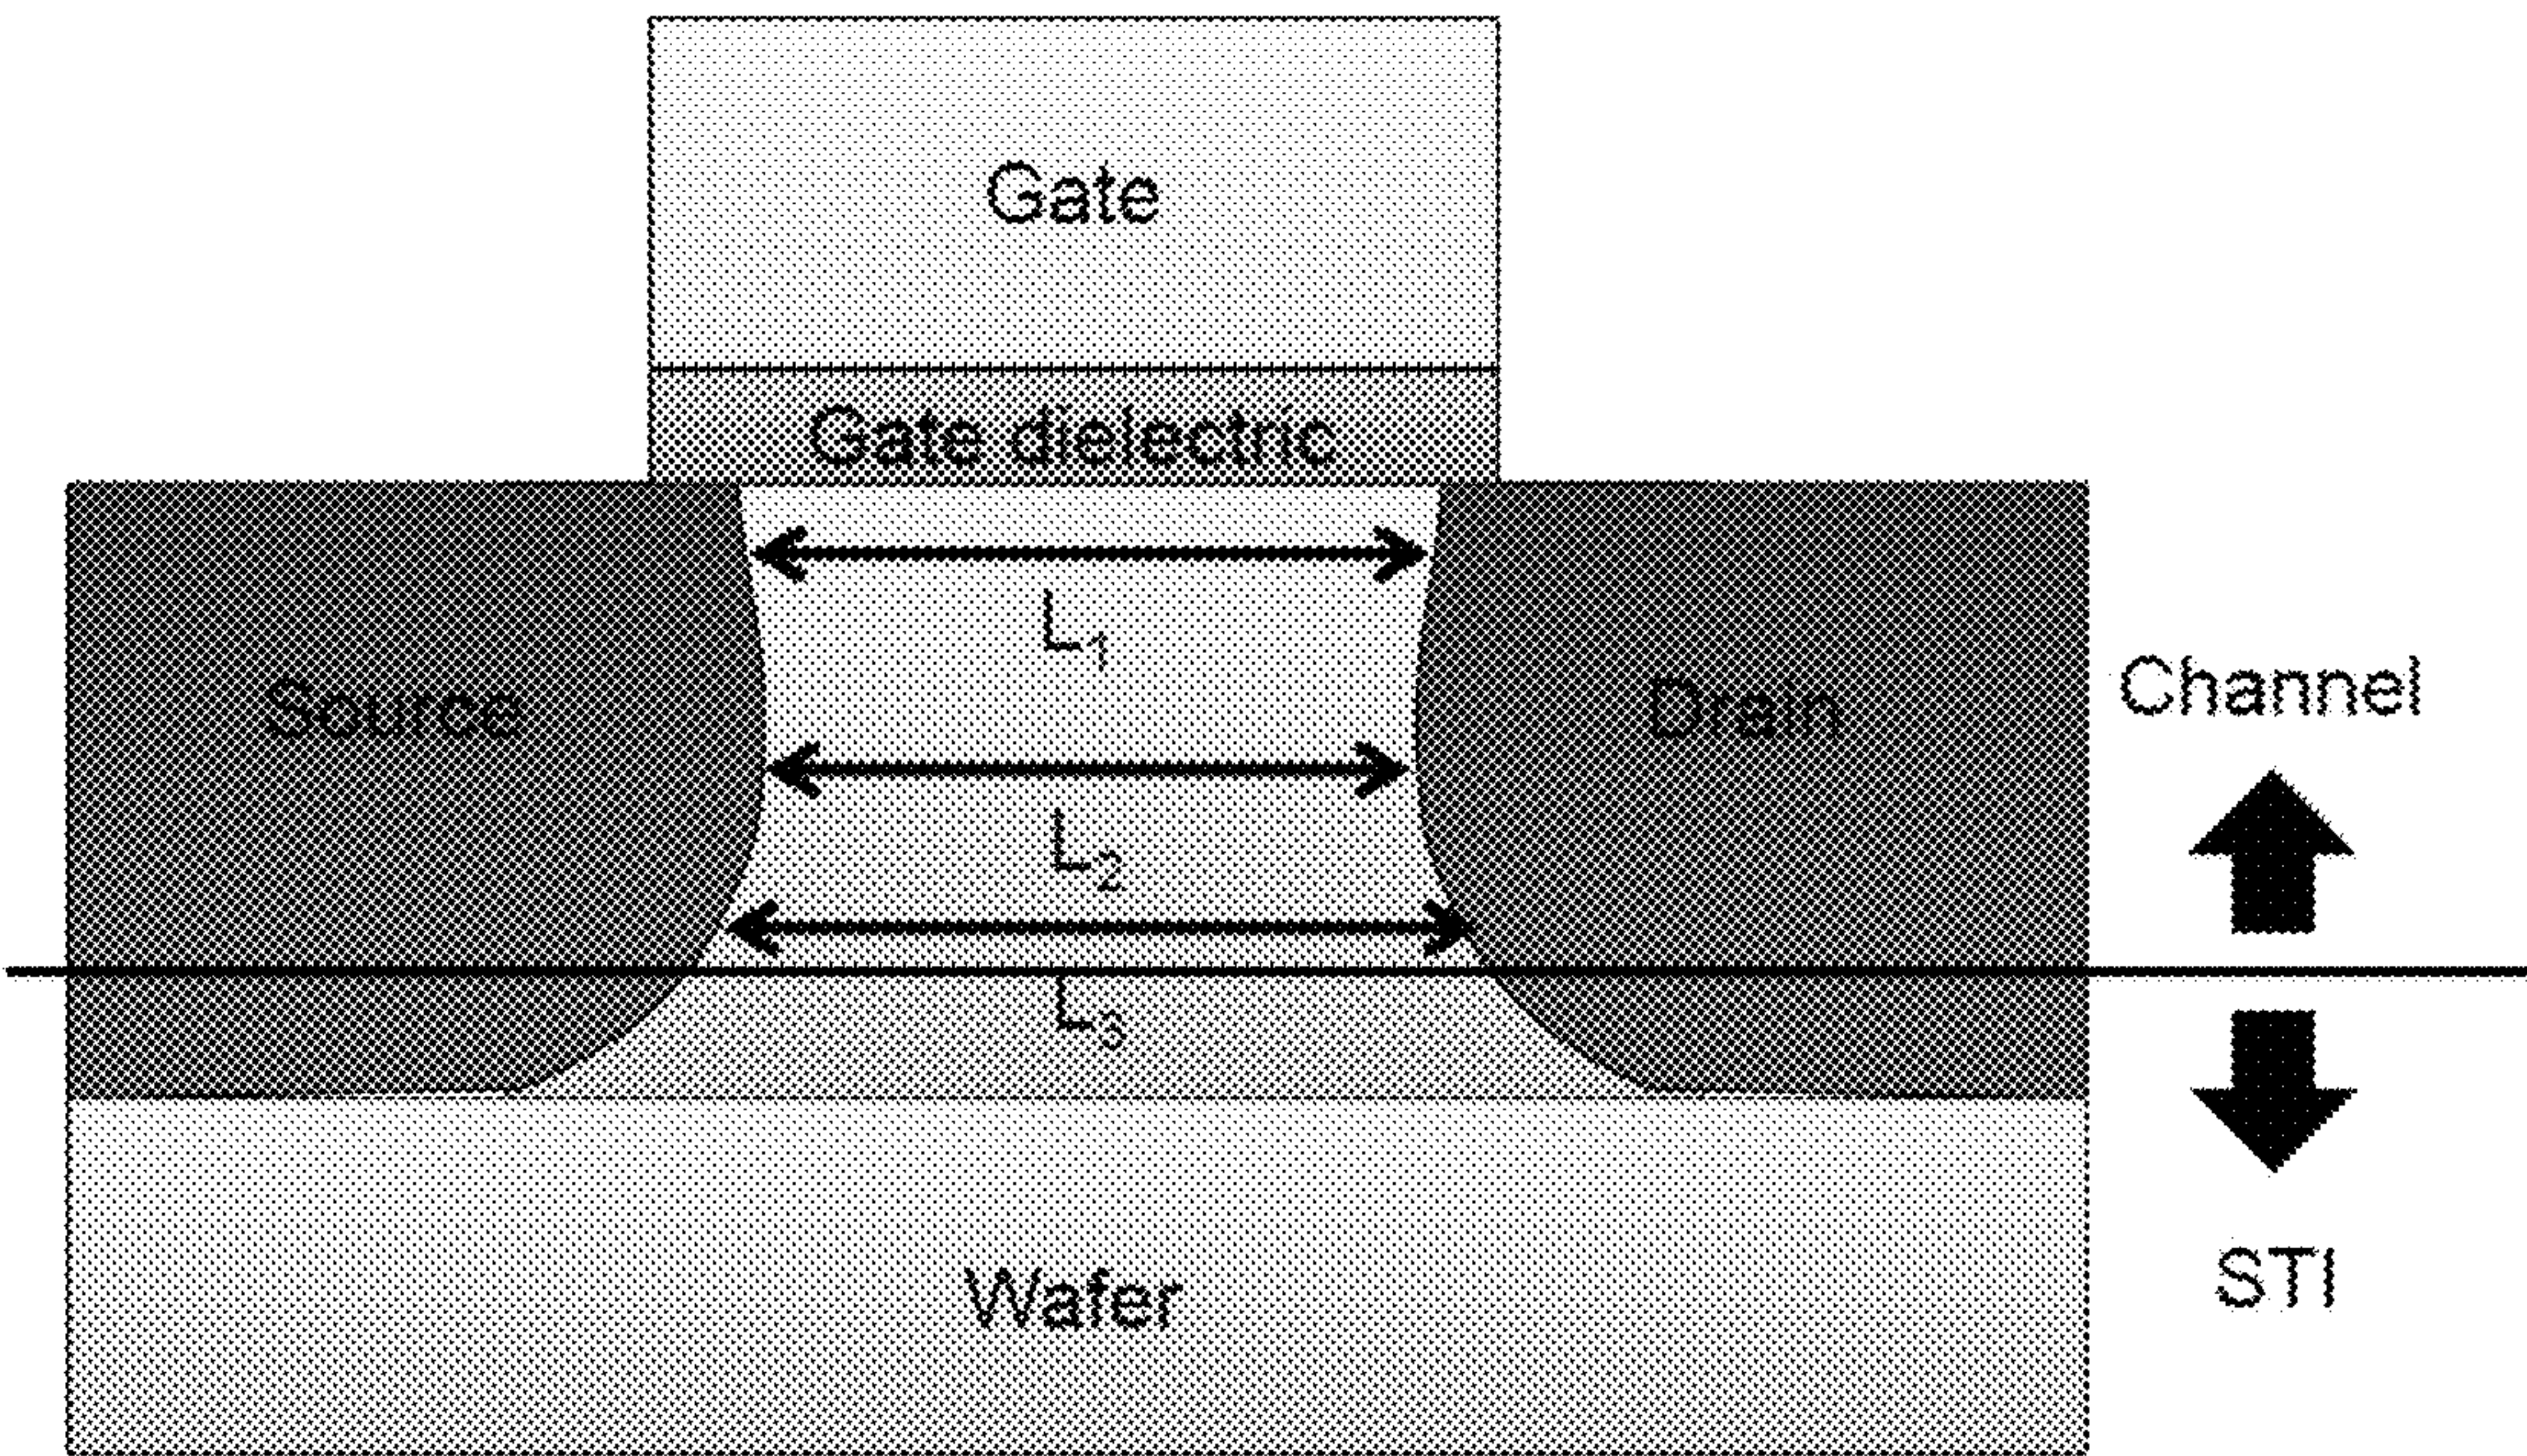 Gate
Gate dielectric
L1
Source
Drain
Channel
L2
L3
Wafer
STI